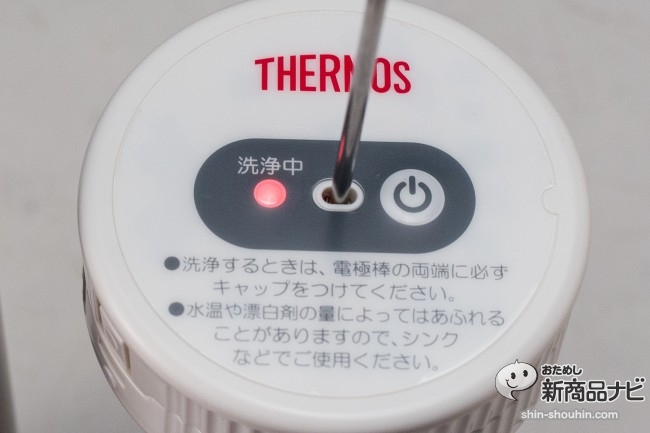 THERMOS
洗浄中
●洗浄するときは、電極棒の両端に必ず
キャップをつけてください。
●水温や漂白剤の量によってはあふれる
ことがありますので、シンク
などでご使用ください。
おためし
新商品ナビ
shin-shouhin.com